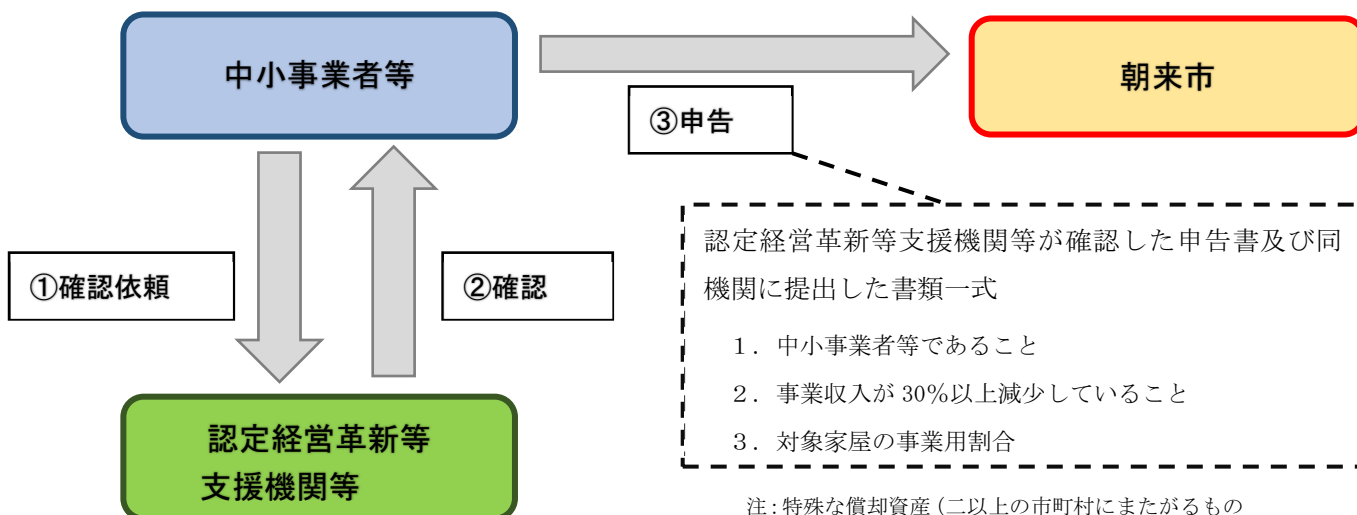 中小事業者等
朝来市
③申告
①確認依頼
②確認
認定経営革新等支援機関等が確認した申告書及び同
機関に提出した書類一式
1．中小事業者等であること
2．事業収入が 30％以上減少していること
3．対象家屋の事業用割合
認定経営革新等
支援機関等
注：特殊な償却資産（二以上の市町村にまたがるもの